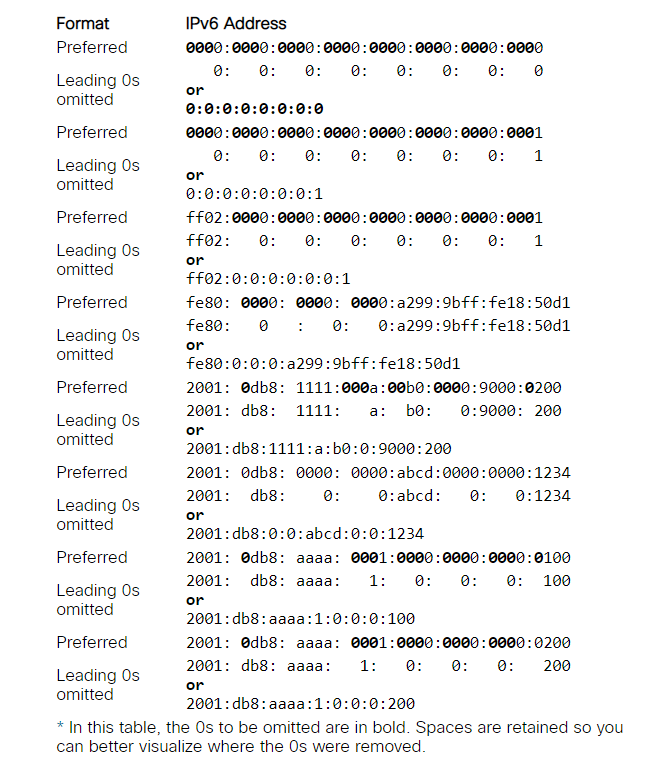 Format IPv6 Address
Preferred 0000:0000:0000:0000:0000:0000:0000:0000
Leading 0s omitted 0: 0: 0: 0: 0: 0: 0: 0
or
0:0:0:0:0:0:0:0
Preferred 0000:0000:0000:0000:0000:0000:0000:0001
Leading 0s omitted 0: 0: 0: 0: 0: 0: 0: 1
or
0:0:0:0:0:0:0:1
Preferred ff02:0000:0000:0000:0000:0000:0000:0001
Leading 0s omitted ff02: 0: 0: 0: 0: 0: 0: 1
or
ff02:0:0:0:0:0:0:1
Preferred fe80: 0000: 0000: 0000:a299:9bff:fe18:50d1
Leading 0s omitted fe80: 0 : 0: 0:a299:9bff:fe18:50d1
or
fe80:0:0:0:a299:9bff:fe18:50d1
Preferred 2001: 0db8: 1111:000a:00b0:0000:9000:0200
Leading 0s omitted 2001: db8: 1111: a: b0: 0:9000: 200
or
2001:db8:1111:a:b0:0:9000:200
Preferred 2001: 0db8: 0000: 0000:abcd:0000:0000:1234
Leading 0s omitted 2001: db8: 0: 0:abcd: 0: 0:1234
or
2001:db8:0:0:abcd:0:0:1234
Preferred 2001: 0db8: aaaa: 0001:0000:0000:0000:0100
Leading 0s omitted 2001: db8: aaaa: 1: 0: 0: 0: 100
or
2001:db8:aaaa:1:0:0:0:100
Preferred 2001: 0db8: aaaa: 0001:0000:0000:0000:0200
Leading 0s omitted 2001: db8: aaaa: 1: 0: 0: 0: 200
or
2001:db8:aaaa:1:0:0:0:200
* In this table, the 0s to be omitted are in bold. Spaces are retained so you
can better visualize where the 0s were removed.